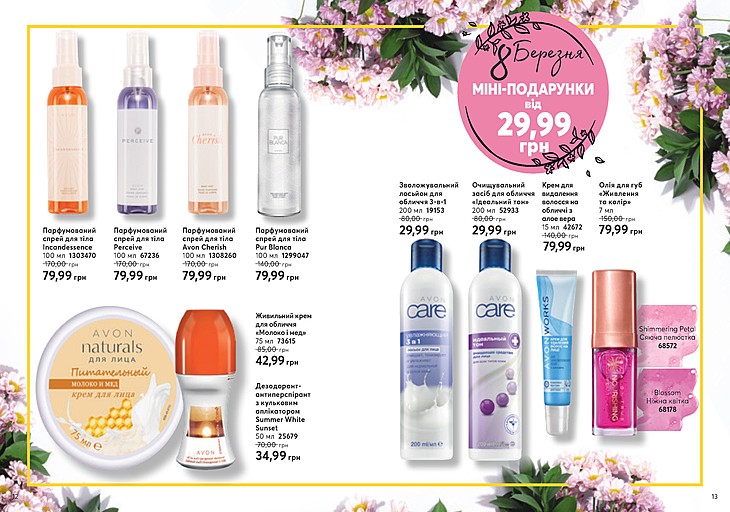 8 Березня
МІНІ-ПОДАРУНКИ
від
29,99
грн
PERCEIVE
Cherish
PUR
BLANCA
Парфумований
спрей для тіла
Incandessence
100 мл 1303470
170,00 грн
79,99 грн
Парфумований
спрей для тіла
Perceive
100 мл 67236
170,00 грн
79,99 грн
Парфумований
спрей для тіла
Avon Cherish
100 мл 1308260
170,00 грн
79,99 грн
Парфумований
спрей для тіла
Pur Blanca
100 мл 1299047
140,00 грн
79,99 грн
Зволожувальний
лосьйон для
обличчя 3-в-1
200 мл 19153
80,00 грн
29,99 грн
Очищувальний
засіб для обличчя
«Ідеальний тон»
200 мл 52933
80,00 грн
29,99 грн
Крем для
видалення
волосся на
обличчі з
алое вера
15 мл 42672
140,00 грн
79,99 грн
Олія для губ
«Живлення
та колір»
7 мл
150,00 грн
79,99 грн
AVON
naturals
ДЛЯ ЛИЦА
Питательный
МОЛОКО И МЕД
крем для лица
75 мл
AVON
Живильний крем
для обличчя
«Молоко і мед»
75 мл 73615
85,00 грн
42,99 грн
Дезодорант-
антиперспірант
з кульковим
аплікатором
Summer White
Sunset
50 мл 25679
70,00 грн
34,99 грн
AVON
care
УВЛАЖНЯЮЩИЙ
3 в 1
200 ml/мл
AVON
care
ИДЕАЛЬНЫЙ
ТОН
AVON WORKS
Shimmering Petal
Сяюча пелюстка
68572
Blossom
Ніжна квітка
68178
13